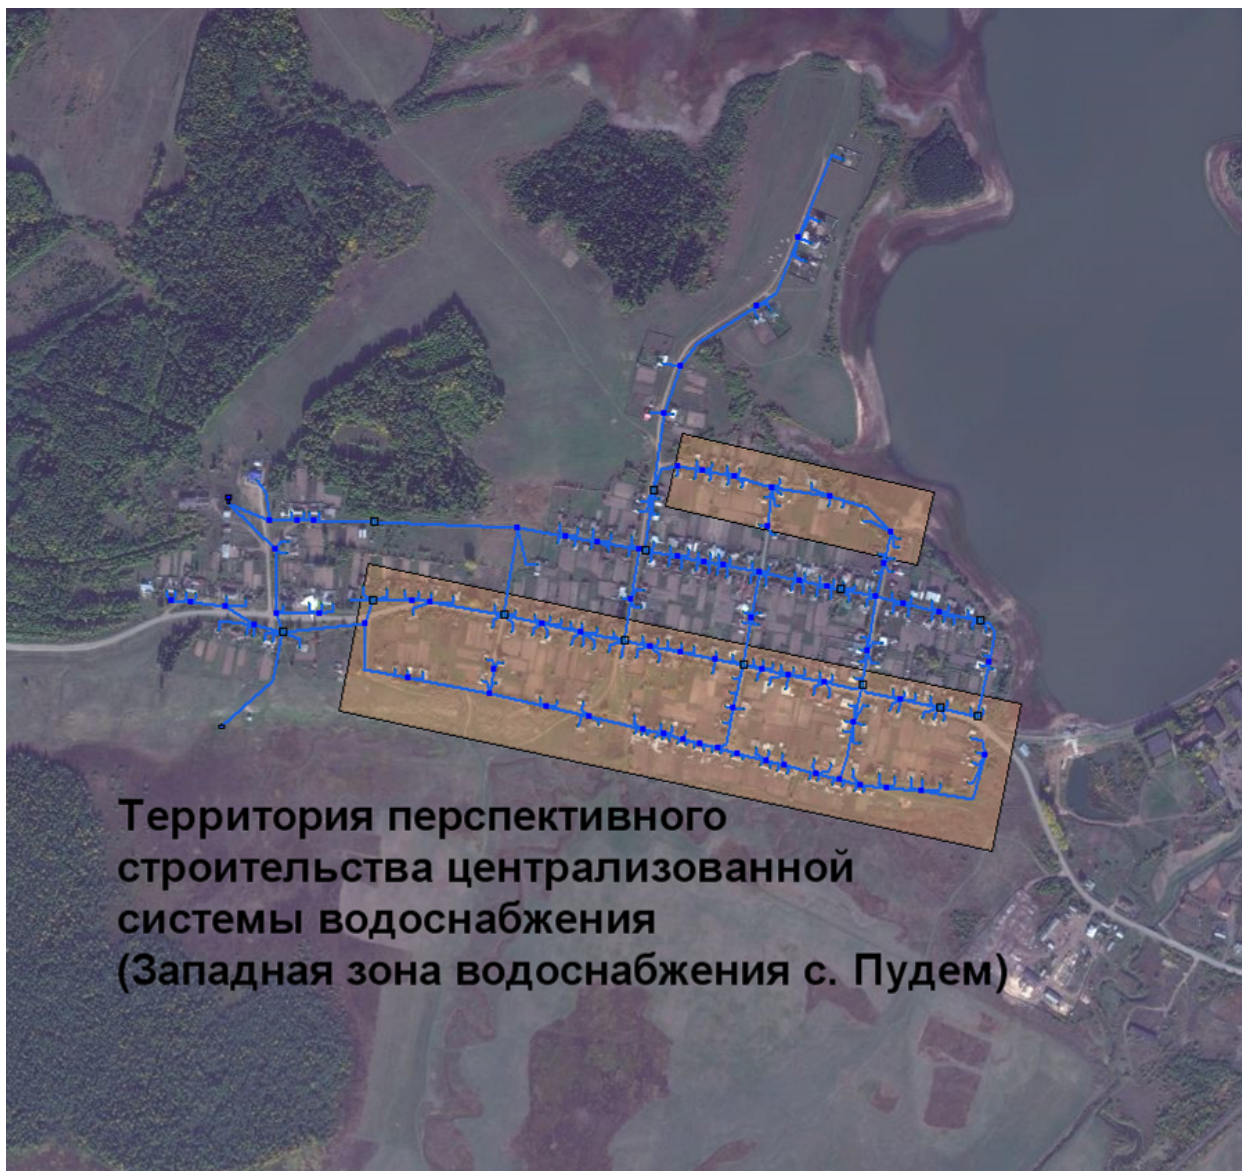 Территория перспективного
строительства централизованной
системы водоснабжения
(Западная зона водоснабжения с. Пудем)